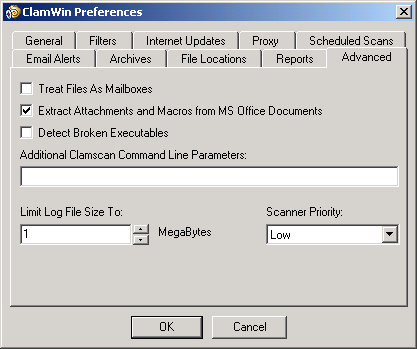 ClamWin Preferences
General Filters Internet Updates Proxy Scheduled Scans
Email Alerts Archives File Locations Reports Advanced
Treat Files As Mailboxes
Extract Attachments and Macros from MS Office Documents
Detect Broken Executables
Additional Clamscan Command Line Parameters:
Limit Log File Size To: Scanner Priority:
1 MegaBytes Low
OK Cancel